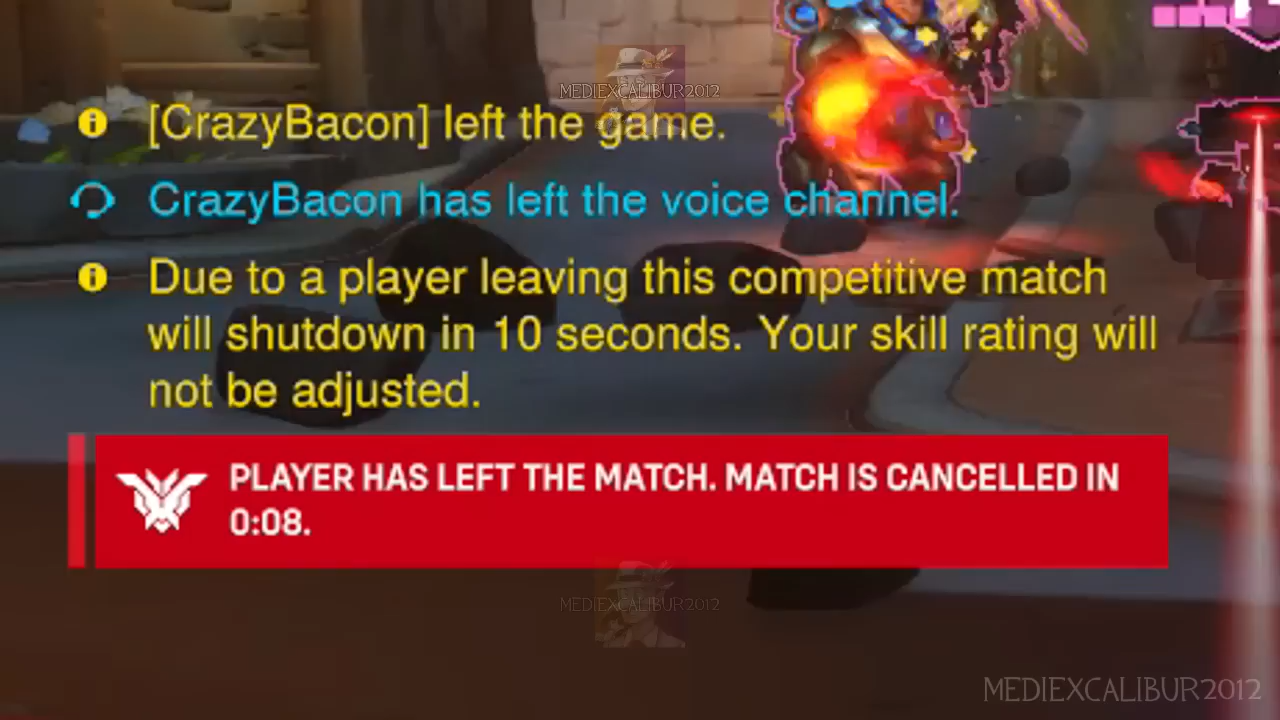 MEDIEXCALIBUR2012
[CrazyBacon] left the game.
CrazyBacon has left the voice channel.
Due to a player leaving this competitive match
will shutdown in 10 seconds. Your skill rating will
not be adjusted.
PLAYER HAS LEFT THE MATCH. MATCH IS CANCELLED IN
0:08.
MEDIEXCALIBUR2012
MEDIEXCALIBUR2012